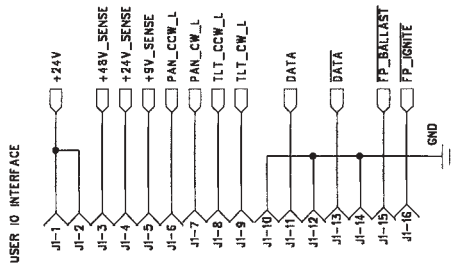 USER IO INTERFACE
J1-1 +24V
J1-2
J1-3 +48V_SENSE
J1-4 +24V_SENSE
J1-5 +9V_SENSE
J1-6 PAN_CCW_L
J1-7 PAN_CW_L
J1-8 TLT_CCW_L
J1-9 TLT_CW_L
J1-10
J1-11 DATA
J1-12
J1-13 DATA
J1-14
J1-15 FP_BALLAST
J1-16 FP_IGNITE
GND